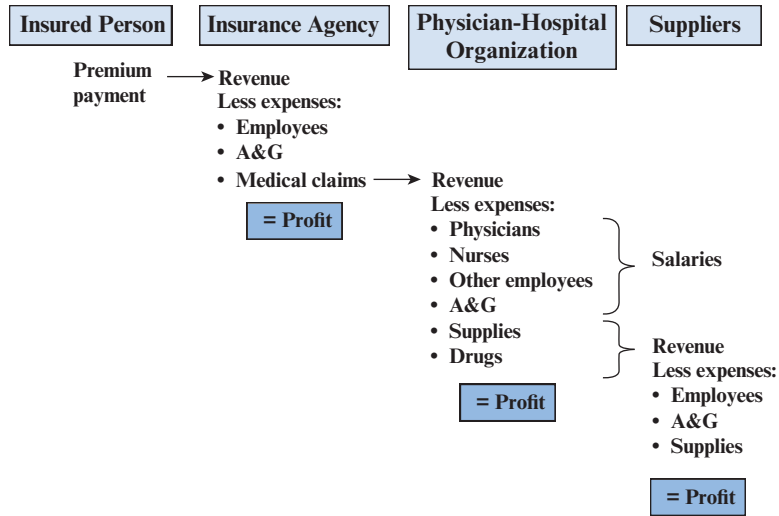 Insured Person
Insurance Agency
Physician-Hospital
Organization
Suppliers
Premium
payment
Revenue
Less expenses:
• Employees
• A&G
• Medical claims
= Profit
Revenue
Less expenses:
• Physicians
• Nurses
• Other employees
• A&G
• Supplies
• Drugs
= Profit
Salaries
Revenue
Less expenses:
• Employees
• A&G
• Supplies
= Profit